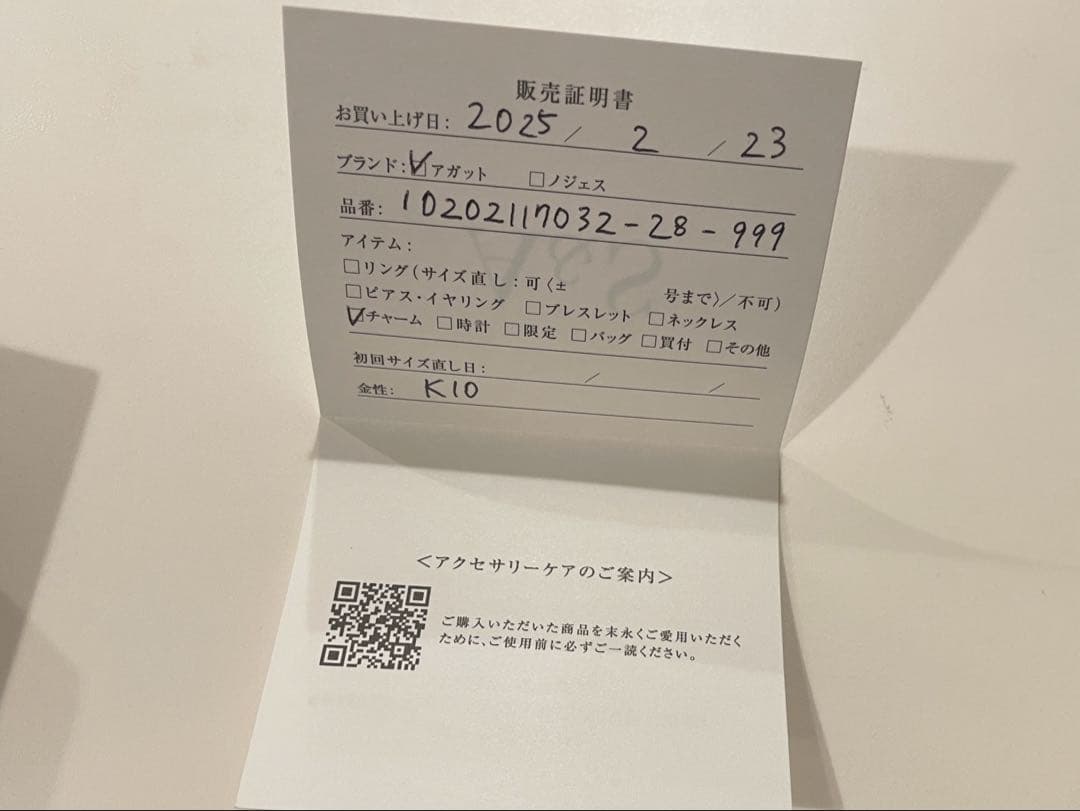 販売証明書
お買い上げ日: 2025 / 2 / 23
ブランド: ☑アガット □ノジェス
品番: 1D202117032-28-999
アイテム:
□リング(サイズ直し:可〈± 号まで〉/不可)
□ピアス・イヤリング □ブレスレット □ネックレス
☑チャーム □時計 □限定 □バッグ □買付 □その他
初回サイズ直し日: / /
金性: K10
<アクセサリーケアのご案内>
ご購入いただいた商品を末永くご愛用いただく
ために、ご使用前に必ずご一読ください。